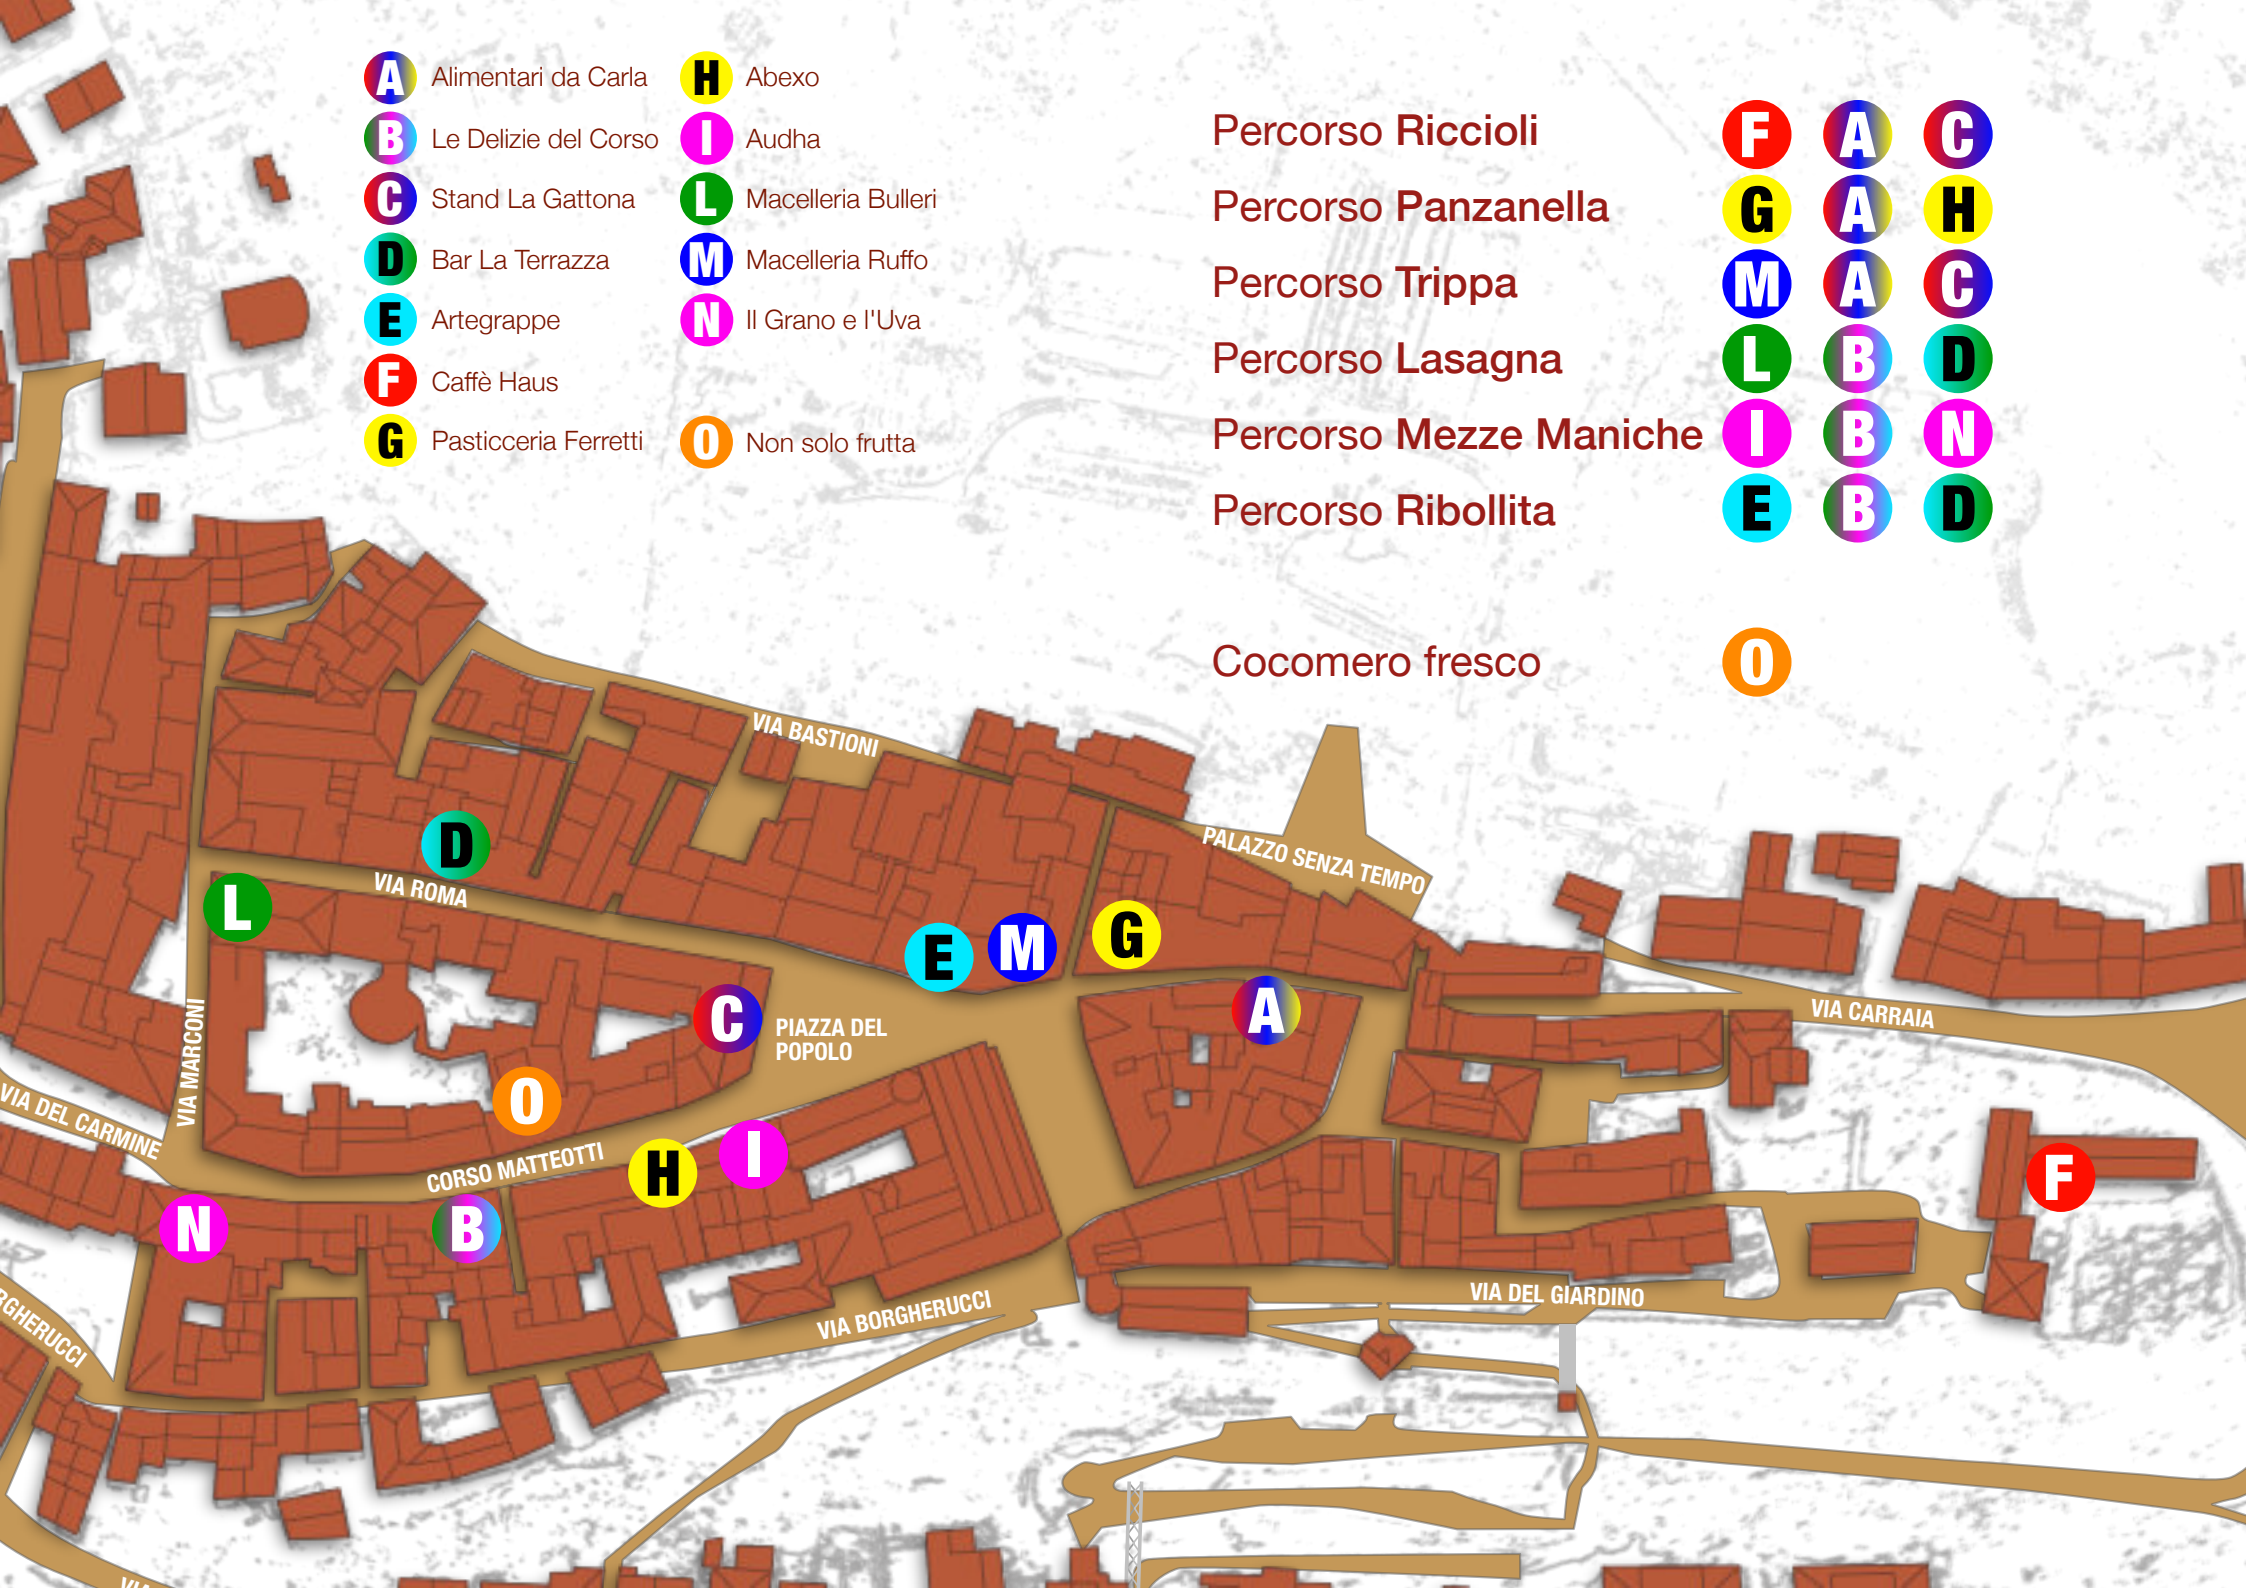 A Alimentari da Carla
B Le Delizie del Corso
C Stand La Gattona
D Bar La Terrazza
E Artegrappe
F Caffè Haus
G Pasticceria Ferretti
H Abexo
I Audha
L Macelleria Bulleri
M Macelleria Ruffo
N Il Grano e l'Uva
O Non solo frutta
Percorso Riccioli F A C
Percorso Panzanella G A H
Percorso Trippa M A C
Percorso Lasagna L B D
Percorso Mezze Maniche I B N
Percorso Ribollita E B D
Cocomero fresco O
VIA BASTIONI
PALAZZO SENZA TEMPO
D
VIA ROMA
L
E
M
G
A
C
PIAZZA DEL
POPOLO
VIA CARRAIA
VIA MARCONI
O
VIA DEL CARMINE
CORSO MATTEOTTI
H
I
F
N
B
VIA DEL GIARDINO
VIA BORGHERUCCI
RGHERUCCI